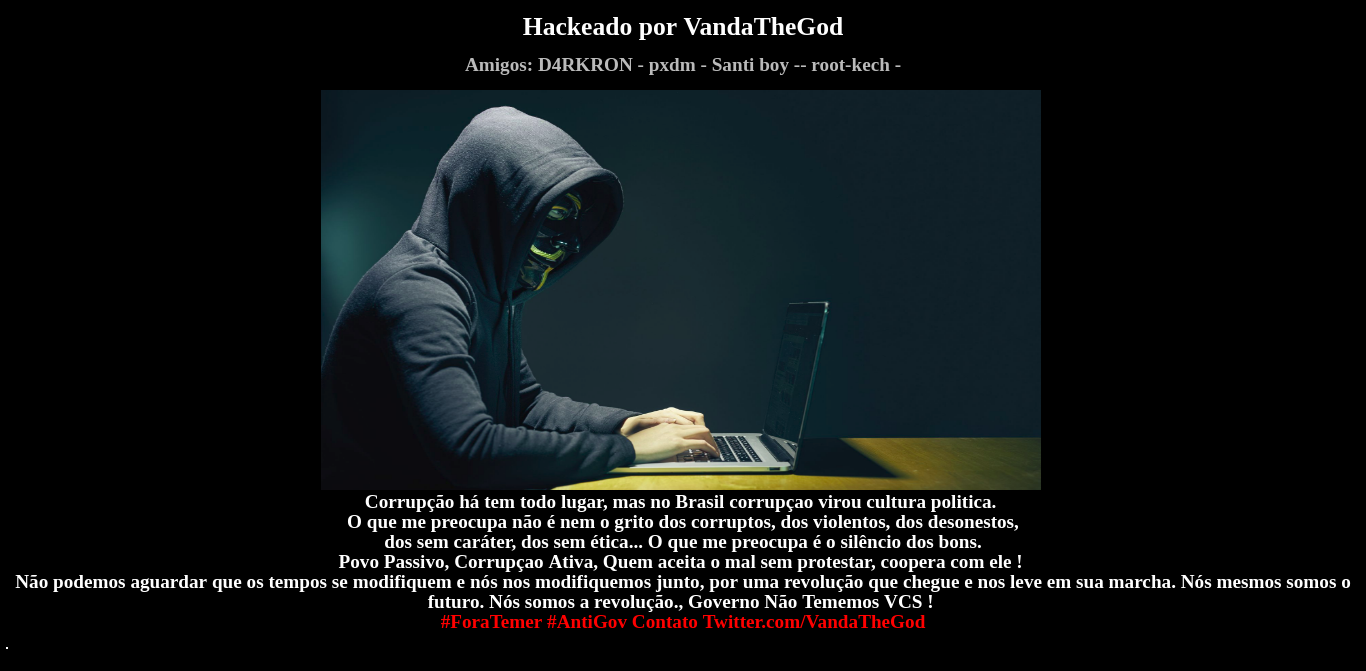 Hackeado por VandaTheGod
Amigos: D4RKRON - pxdm - Santi boy -- root-kech -
Corrupção há tem todo lugar, mas no Brasil corrupçao virou cultura politica.
O que me preocupa não é nem o grito dos corruptos, dos violentos, dos desonestos,
dos sem caráter, dos sem ética... O que me preocupa é o silêncio dos bons.
Povo Passivo, Corrupçao Ativa, Quem aceita o mal sem protestar, coopera com ele !
Não podemos aguardar que os tempos se modifiquem e nós nos modifiquemos junto, por uma revolução que chegue e nos leve em sua marcha. Nós mesmos somos o
futuro. Nós somos a revolução., Governo Não Tememos VCS !
#ForaTemer #AntiGov Contato Twitter.com/VandaTheGod
.